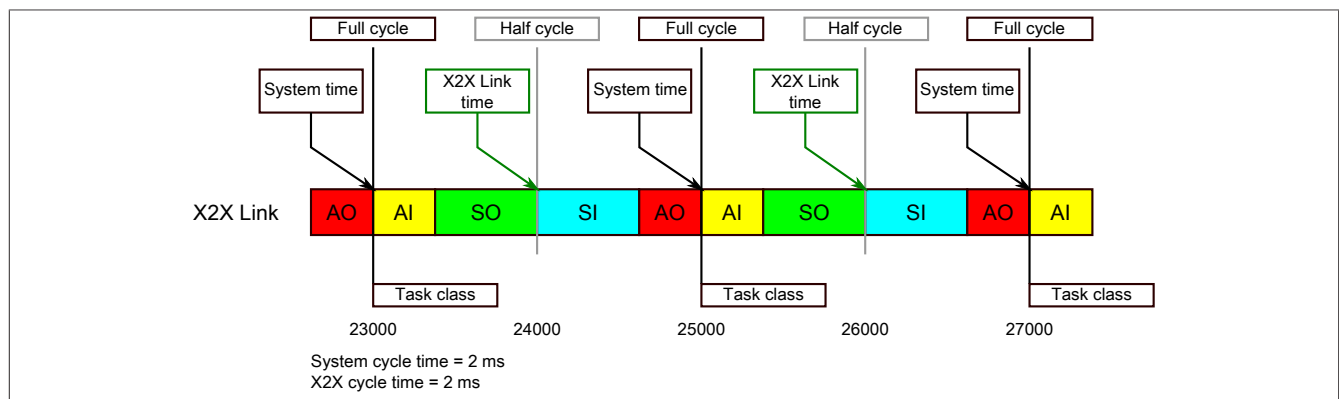 Full cycle
Half cycle
Full cycle
Half cycle
Full cycle
System time
X2X Link
time
System time
X2X Link
time
System time
X2X Link
AO
AI
SO
SI
AO
AI
SO
SI
AO
AI
Task class
Task class
Task class
23000
24000
25000
26000
27000
System cycle time = 2 ms
X2X cycle time = 2 ms